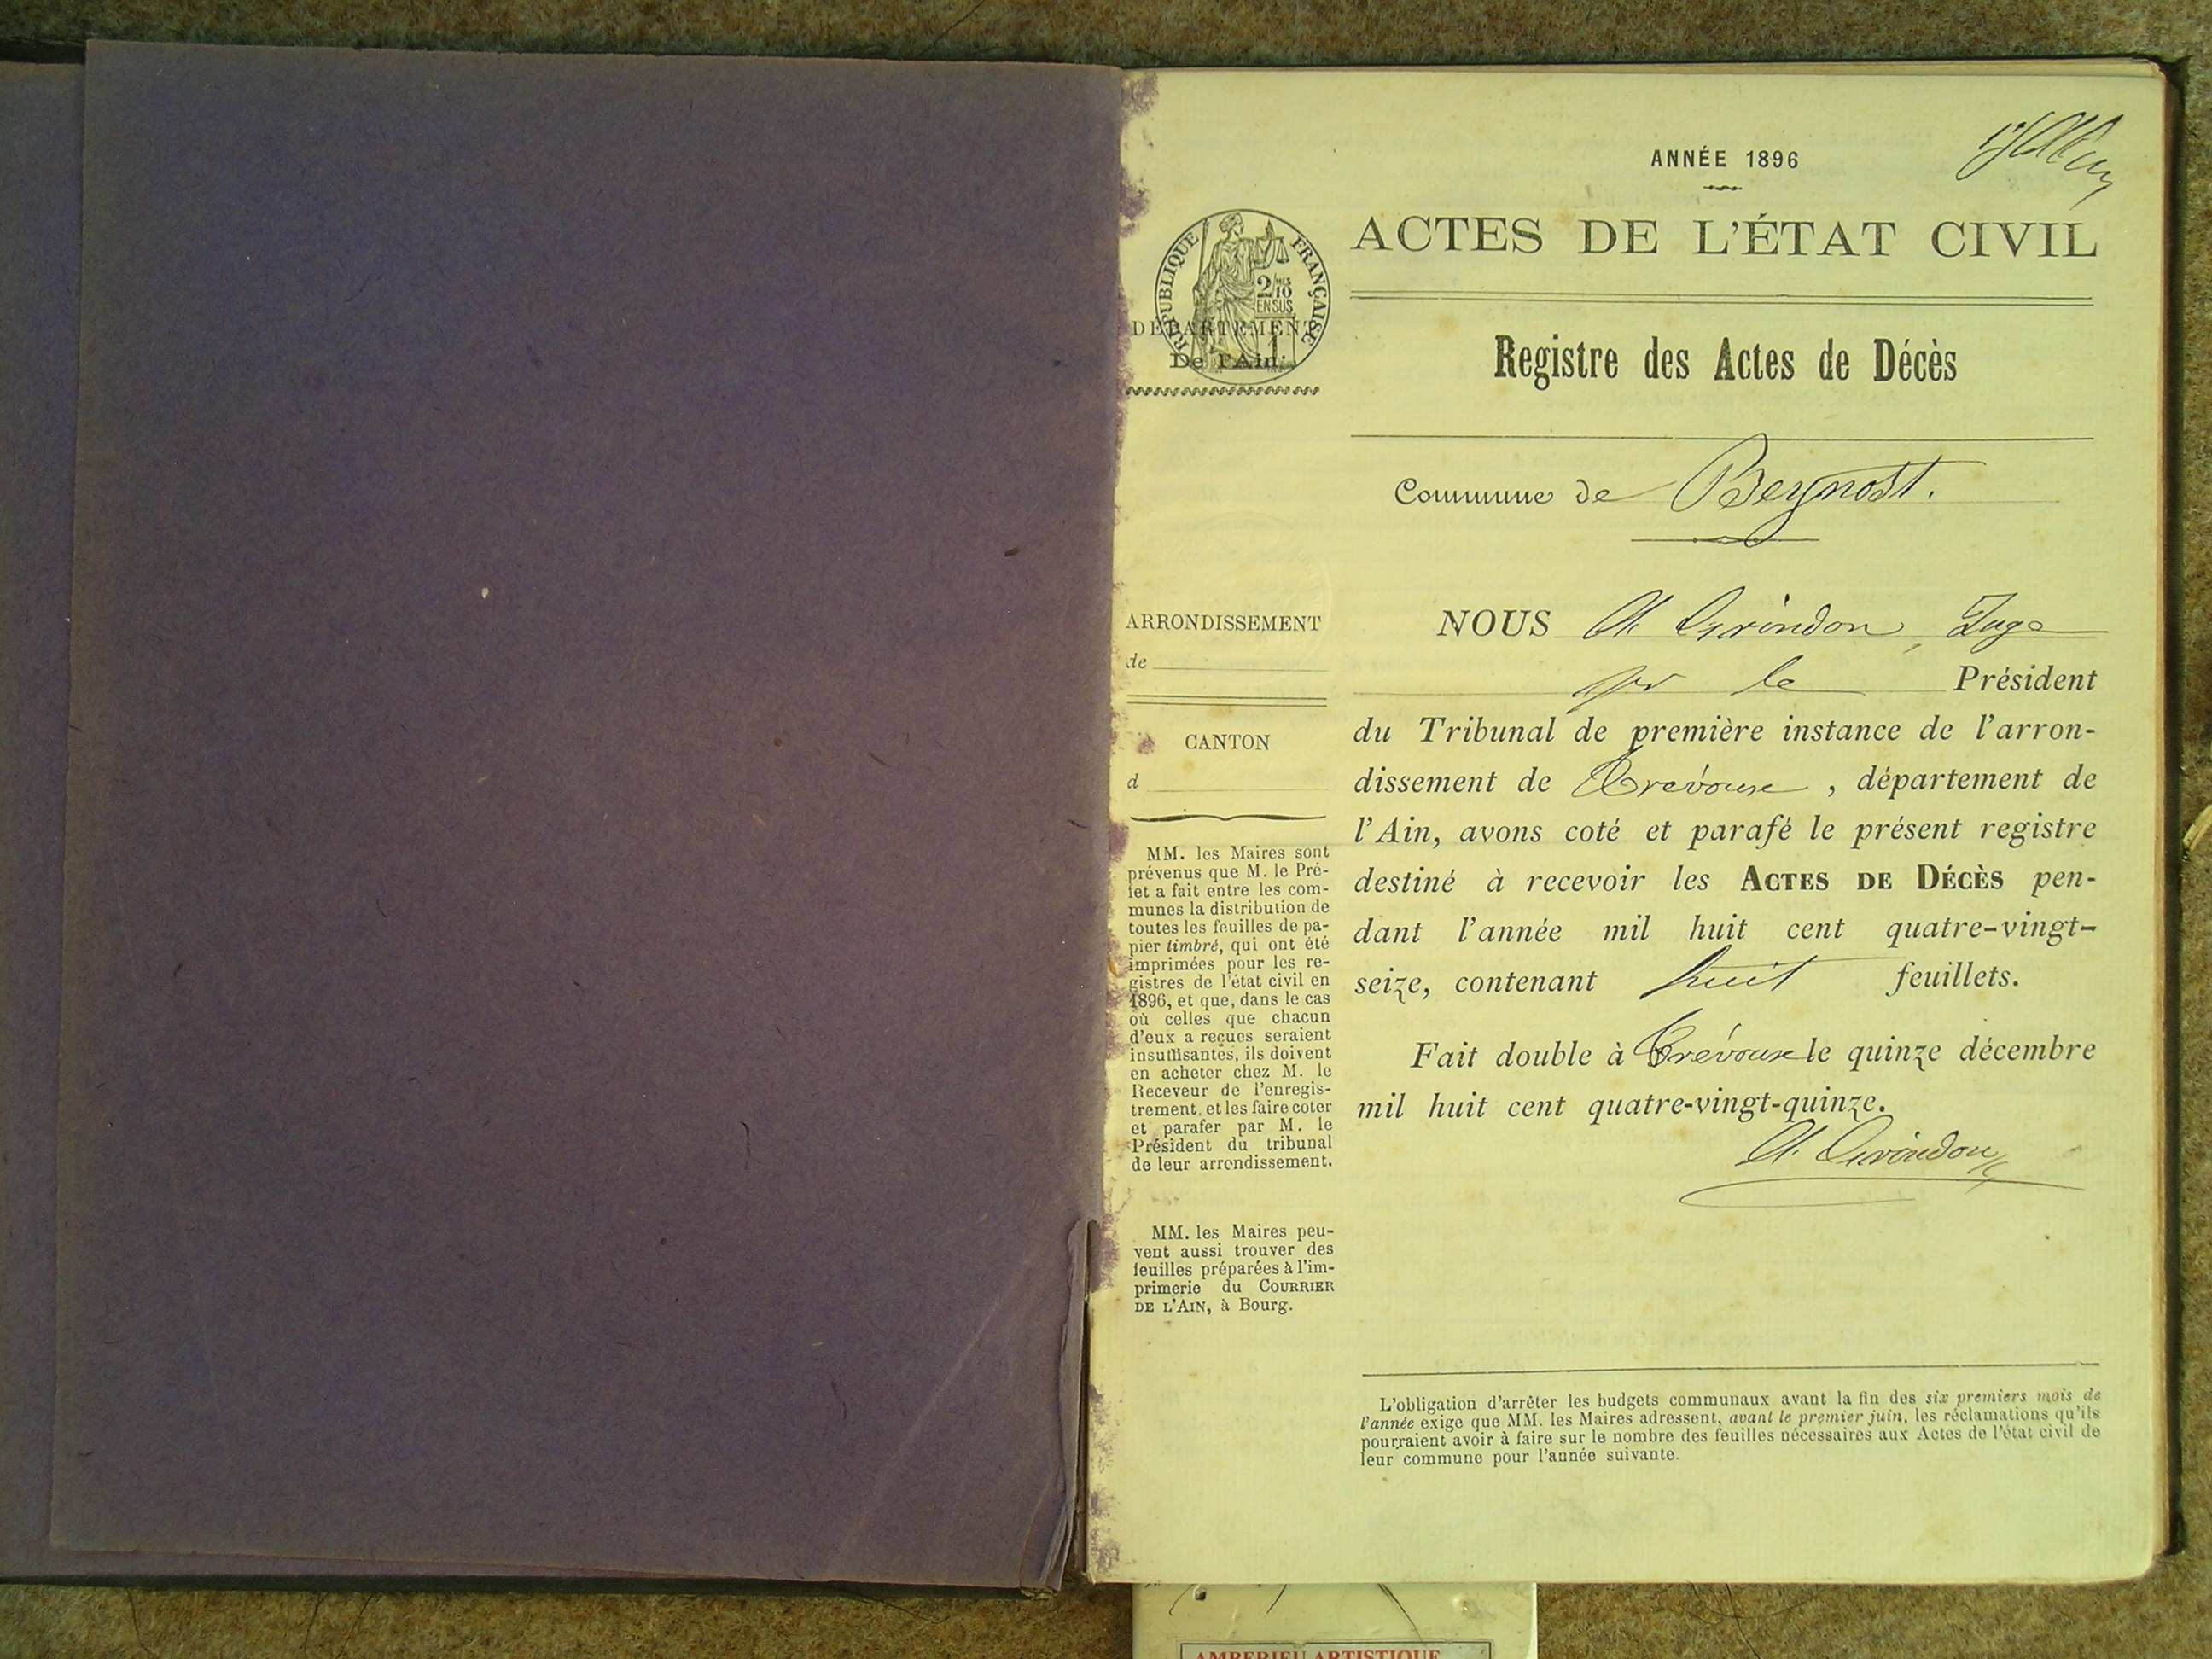 ANNÉE 1896
ACTES DE L'ÉTAT CIVIL
RÉPUBLIQUE FRANÇAISE
2/10
EN SUS
DÉPARTEMENT
De l'Ain.
Registre des Actes de Décès
Commune de Beynost.
ARRONDISSEMENT
de
CANTON
d
MM. les Maires sont
prévenus que M. le Pré-
fet a fait entre les com-
munes la distribution de
toutes les feuilles de pa-
pier timbré, qui ont été
imprimées pour les re-
gistres de l'état civil en
1896, et que, dans le cas
où celles que chacun
d'eux a reçues seraient
insuffisantes, ils doivent
en acheter chez M. le
Receveur de l'enregis-
trement, et les faire coter
et parafer par M. le
Président du tribunal
de leur arrondissement.
MM. les Maires peu-
vent aussi trouver des
feuilles préparées à l'im-
primerie du COURRIER
DE L'AIN, à Bourg.
NOUS Girindon, Juge
pr le Président
du Tribunal de première instance de l'arron-
dissement de Trévoux, département de
l'Ain, avons coté et parafé le présent registre
destiné à recevoir les ACTES DE DÉCÈS pen-
dant l'année mil huit cent quatre-vingt-
seize, contenant huit feuillets.
Fait double à Trévoux le quinze décembre
mil huit cent quatre-vingt-quinze.
Girindon
L'obligation d'arrêter les budgets communaux avant la fin des six premiers mois de
l'année exige que MM. les Maires adressent, avant le premier juin, les réclamations qu'ils
pourraient avoir à faire sur le nombre des feuilles nécessaires aux Actes de l'état civil de
leur commune pour l'année suivante.
AMBERIEU ARTISTIQUE